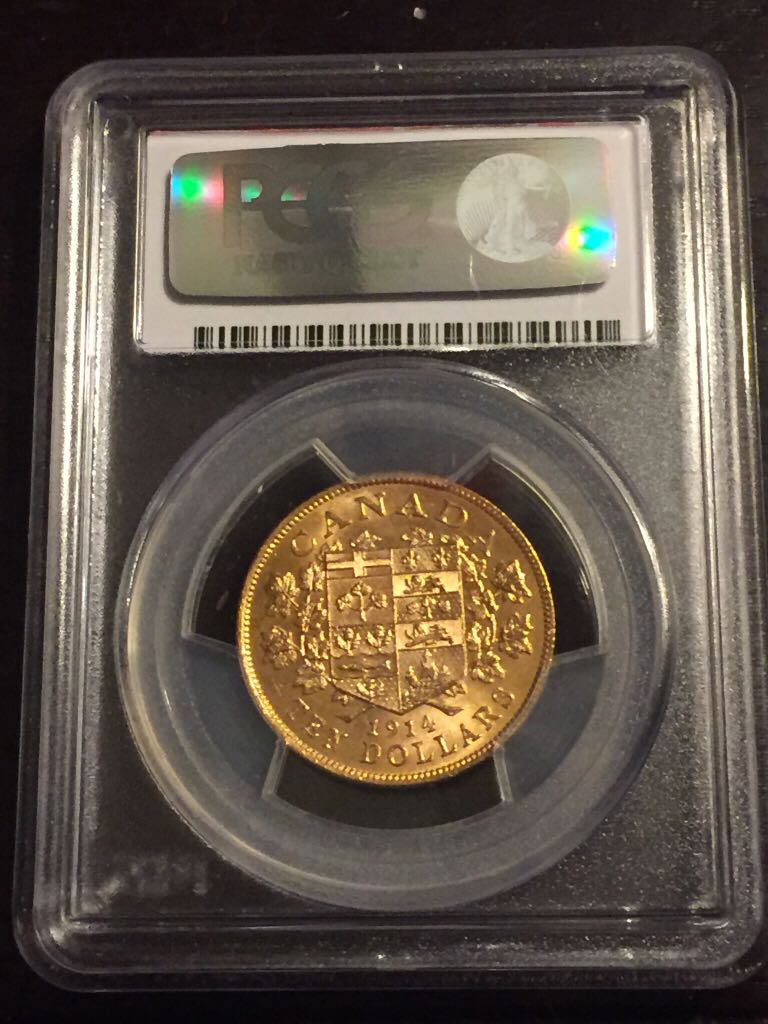 PCGS
CANADA
1914
TEN DOLLARS